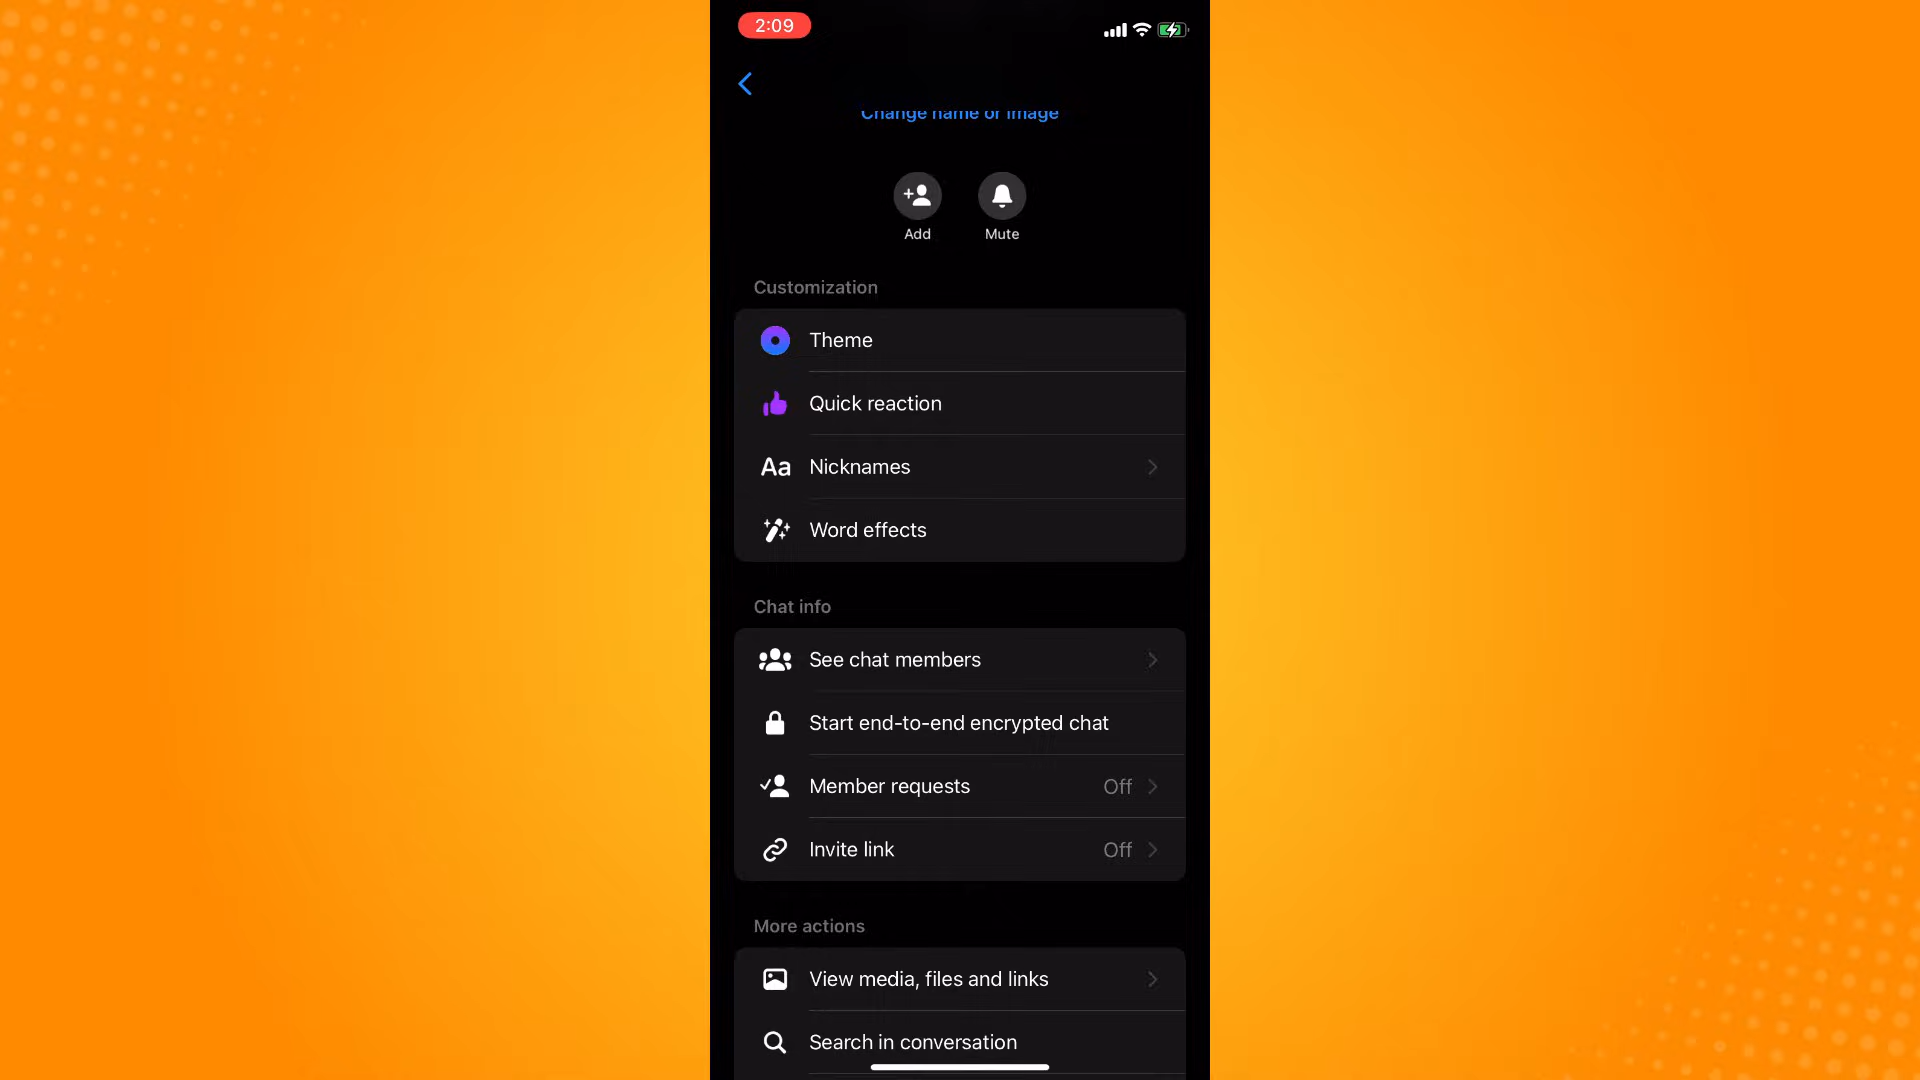 2:09
Change name or image
Add
Mute
Customization
Theme
Quick reaction
Aa Nicknames
Word effects
Chat info
See chat members
Start end-to-end encrypted chat
Member requests Off
Invite link Off
More actions
View media, files and links
Search in conversation